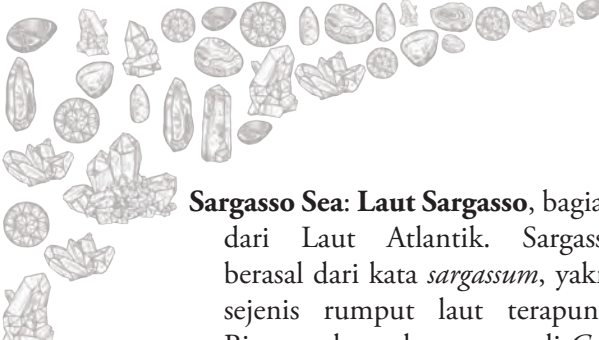 Sargasso Sea: Laut Sargasso, bagia
dari Laut Atlantik. Sargass
berasal dari kata sargassum, yakn
sejenis rumput laut terapun